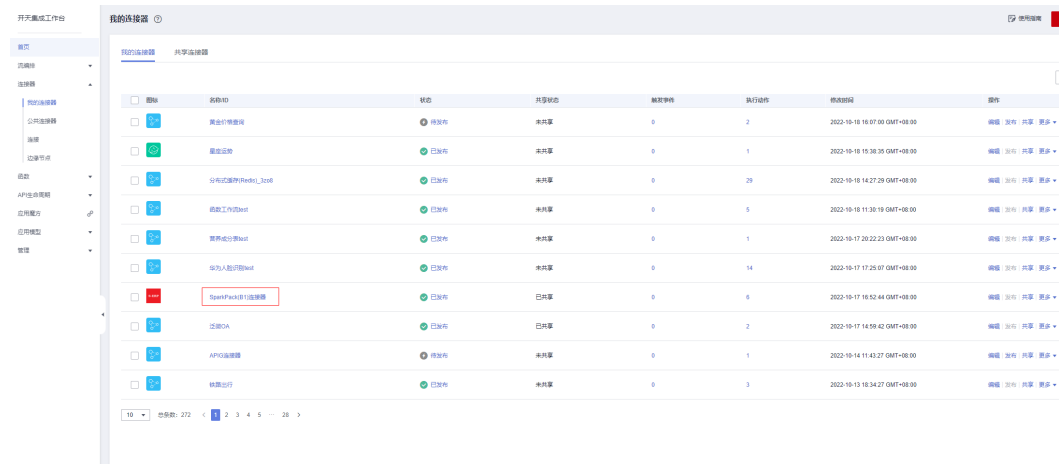 开天集成工作台
我的连接器
使用指南
首页
流编排
连接器
我的连接器
公共连接器
连接
边缘节点
函数
API生命周期
应用魔方
应用模型
管理
我的连接器 共享连接器
图标 名称/ID 状态 共享状态 触发事件 执行动作 修改时间 操作
黄金价格查询 待发布 未共享 0 2 2022-10-18 16:07:00 GMT+08:00 编辑 发布 共享 更多
星座运势 已发布 未共享 0 1 2022-10-18 15:38:35 GMT+08:00 编辑 发布 共享 更多
分布式缓存(Redis)_3zo8 已发布 未共享 0 29 2022-10-18 14:27:29 GMT+08:00 编辑 发布 共享 更多
函数工作流test 已发布 未共享 0 5 2022-10-18 11:30:19 GMT+08:00 编辑 发布 共享 更多
营养成分表test 已发布 未共享 0 1 2022-10-17 20:22:23 GMT+08:00 编辑 发布 共享 更多
华为人脸识别test 已发布 未共享 0 14 2022-10-17 17:25:07 GMT+08:00 编辑 发布 共享 更多
SparkPack(B1)连接器 已发布 已共享 0 6 2022-10-17 16:52:44 GMT+08:00 编辑 发布 共享 更多
泛微OA 已发布 已共享 0 2 2022-10-17 14:59:42 GMT+08:00 编辑 发布 共享 更多
APIG连接器 待发布 未共享 0 1 2022-10-14 11:43:27 GMT+08:00 编辑 发布 共享 更多
铁路出行 已发布 未共享 0 3 2022-10-13 18:34:27 GMT+08:00 编辑 发布 共享 更多
10 总条数: 272 < 1 2 3 4 5 ... 28 >